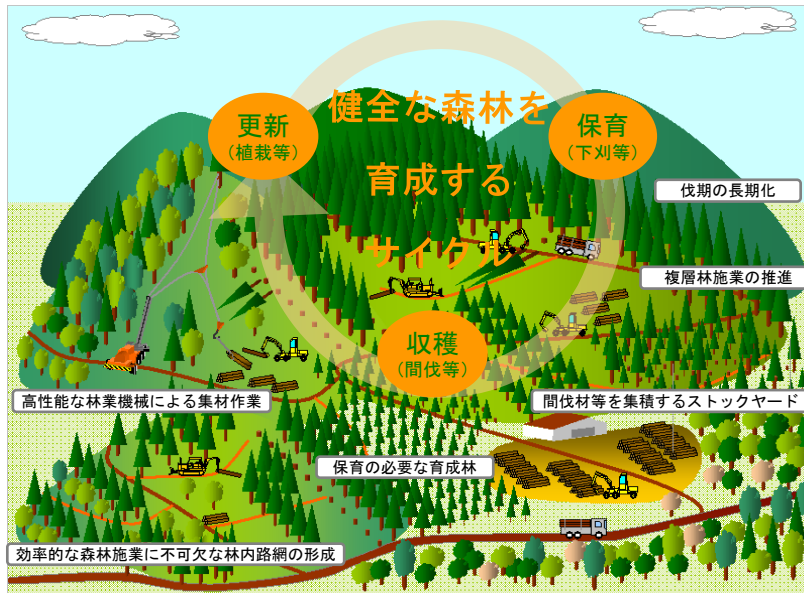 健全な森林を
育成する
サイクル
更新
（植栽等）
保育
（下刈等）
収穫
（間伐等）
伐期の長期化
複層林施業の推進
高性能な林業機械による集材作業
間伐材等を集積するストックヤード
保育の必要な育成林
効率的な森林施業に不可欠な林内路網の形成